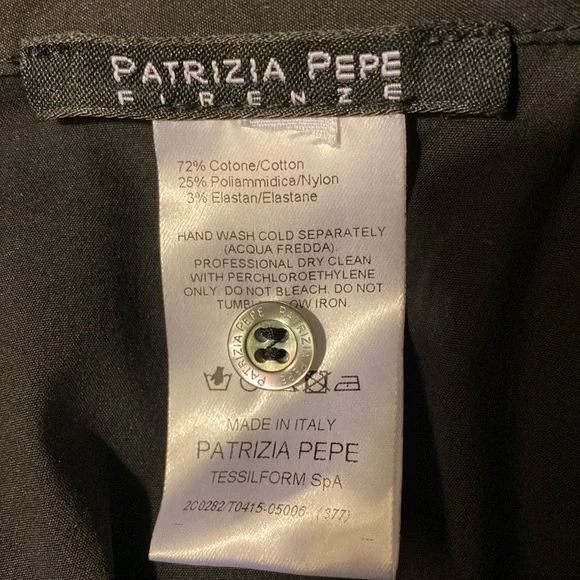 PATRIZIA PEPE
FIRENZE
72% Cotone/Cotton
25% Poliammidica/Nylon
3% Elastan/Elastane
HAND WASH COLD SEPARATELY
(ACQUA FREDDA).
PROFESSIONAL DRY CLEAN
WITH PERCHLOROETHYLENE
ONLY. DO NOT BLEACH. DO NOT
IRON.
PATRIZIA PEPE PATRIZIA PEPE
MADE IN ITALY
PATRIZIA PEPE
TESSILFORM SpA
2C0282/T0415-05006...(377)